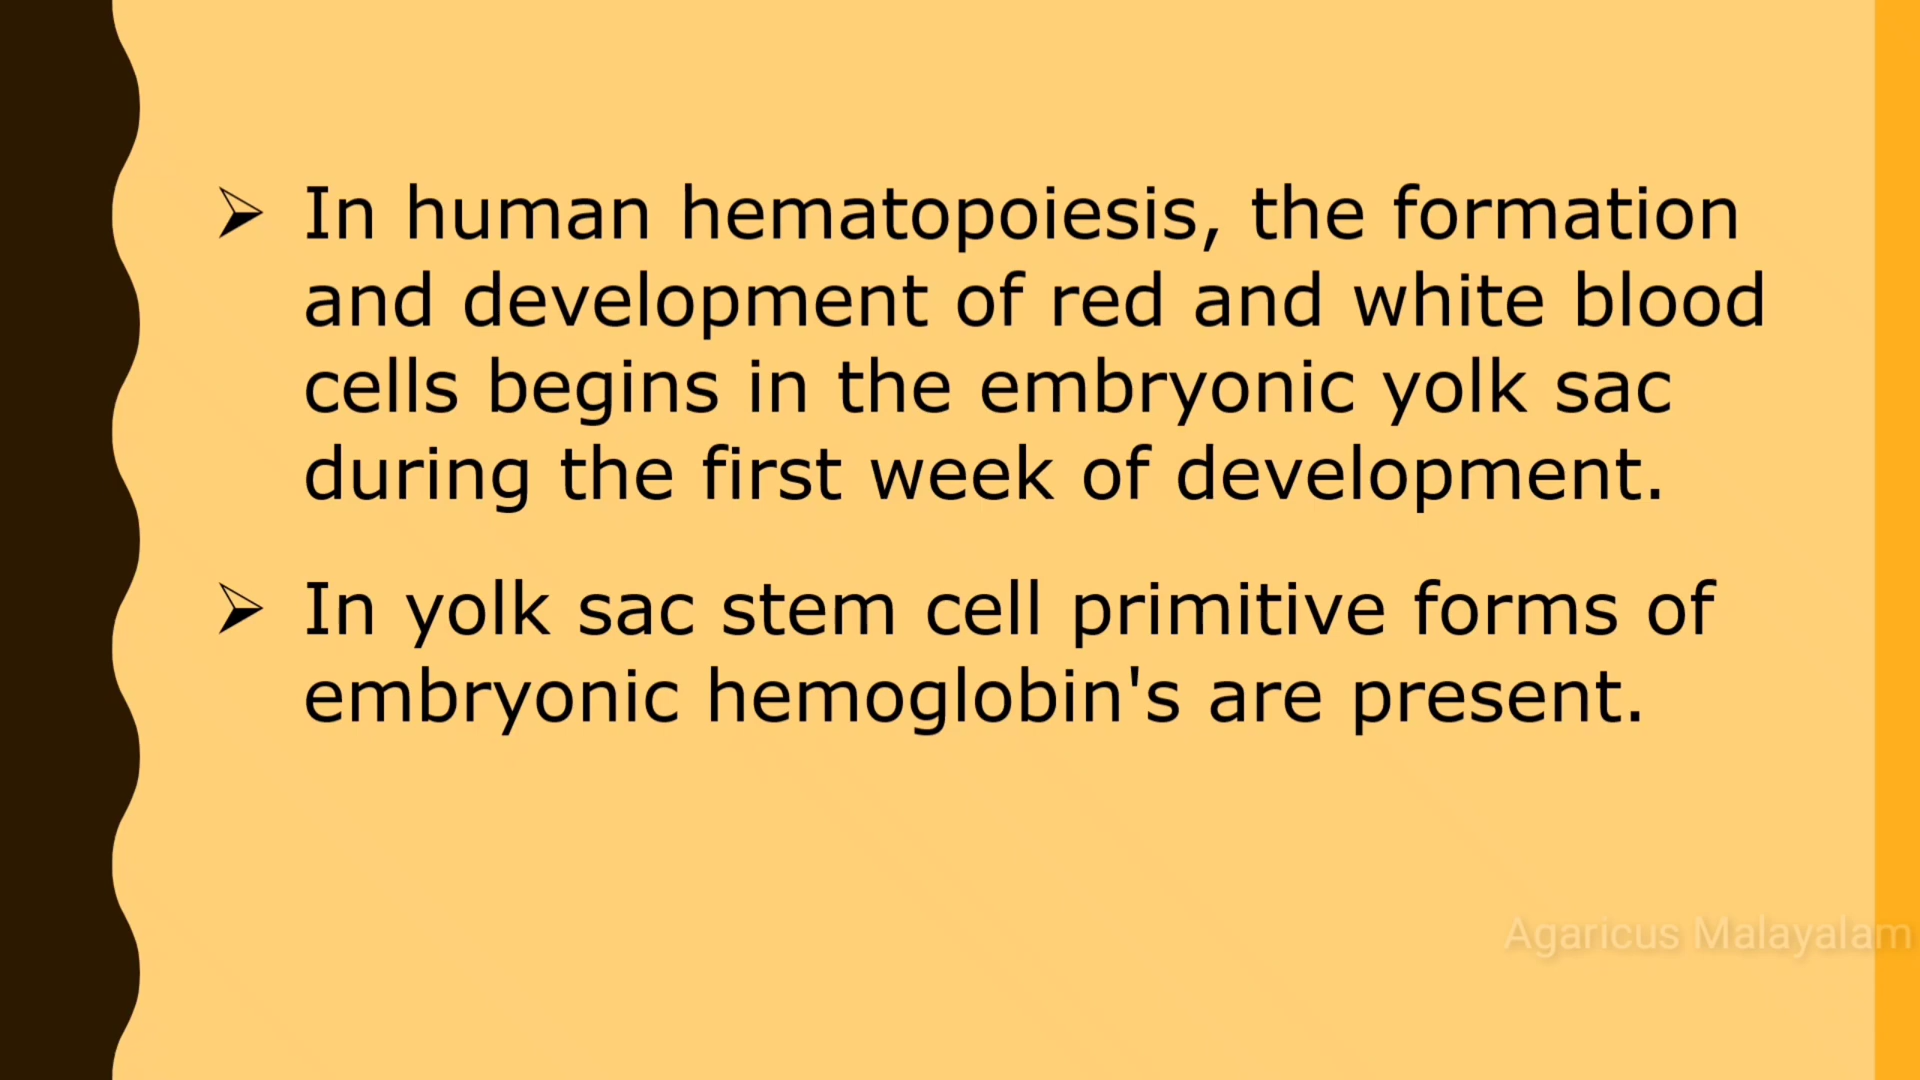 ➢ In human hematopoiesis, the formation
and development of red and white blood
cells begins in the embryonic yolk sac
during the first week of development.
➢ In yolk sac stem cell primitive forms of
embryonic hemoglobin's are present.
Agaricus Malayalam